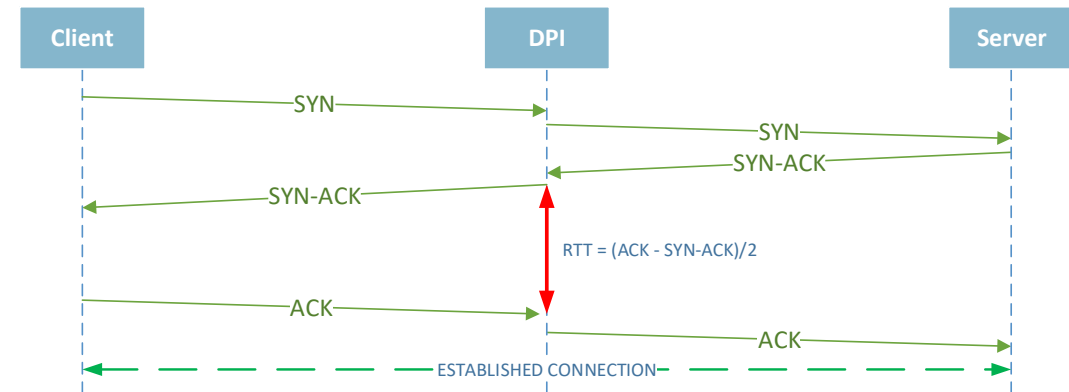 Client
DPI
Server
SYN
SYN
SYN-ACK
SYN-ACK
RTT = (ACK - SYN-ACK)/2
ACK
ACK
ESTABLISHED CONNECTION